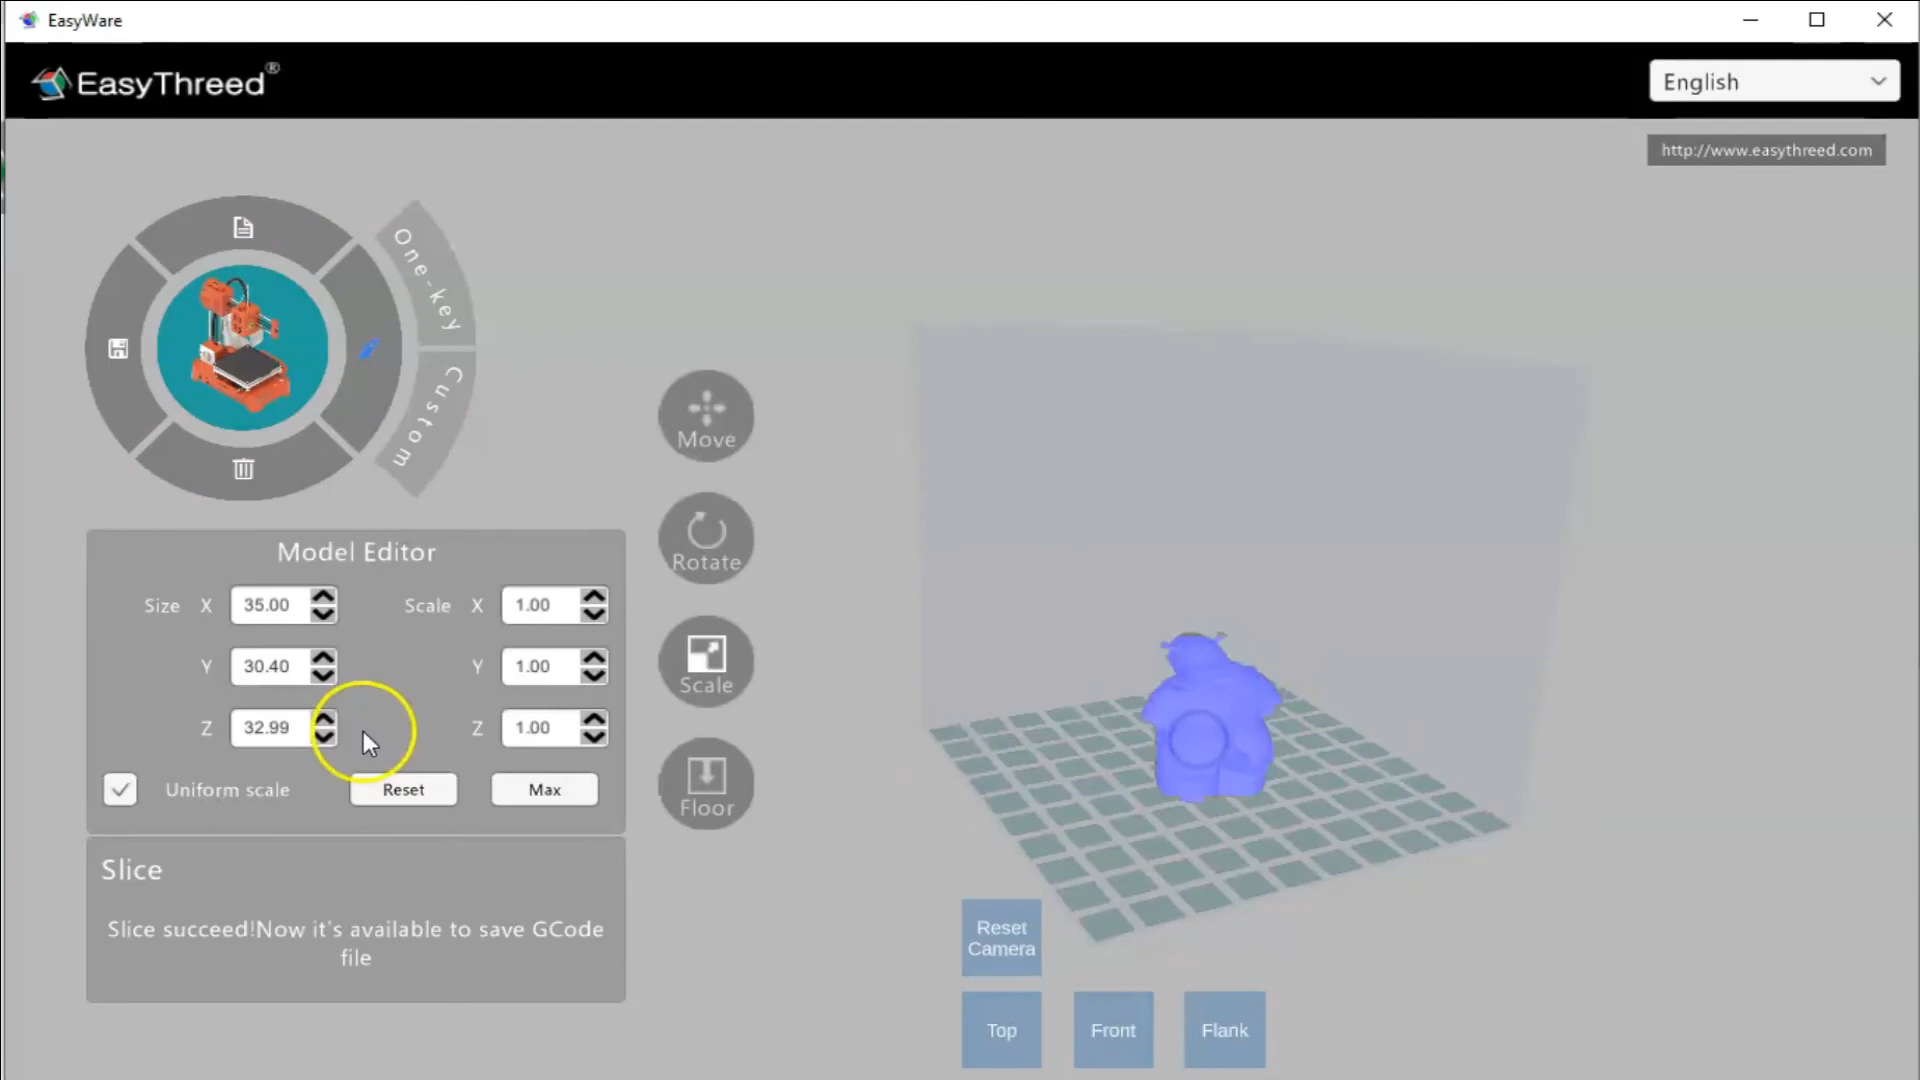 EasyWare
EasyThreed®
English
http://www.easythreed.com
One-key
Custom
Move
Rotate
Scale
Floor
Model Editor
Size X 35.00 Scale X 1.00
Y 30.40 Y 1.00
Z 32.99 Z 1.00
Uniform scale Reset Max
Slice
Slice succeed!Now it's available to save GCode
file
Reset
Camera
Top Front Flank